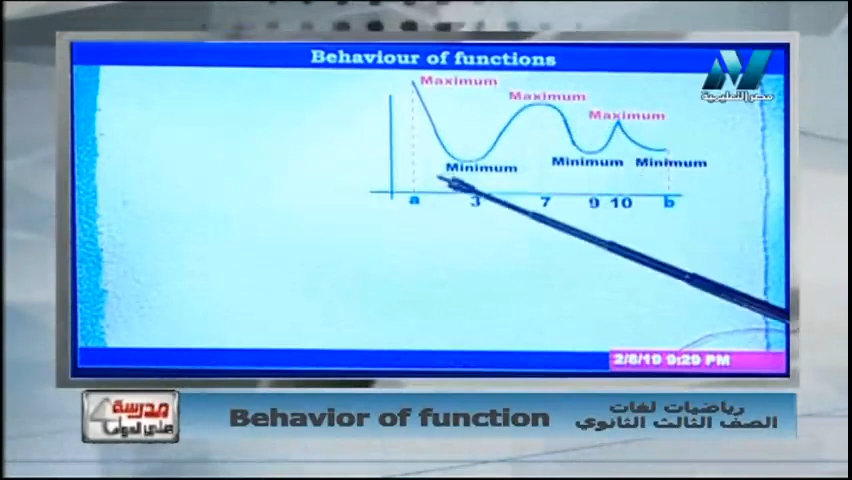 Behaviour of functions
مصر التعليمية
Maximum
Maximum
Maximum
Minimum
Minimum
Minimum
a 3 7 9 10 b
2/8/19 9:29 PM
مدرسة
على الهواء
Behavior of function
رياضيات لغات
الصف الثالث الثانوي